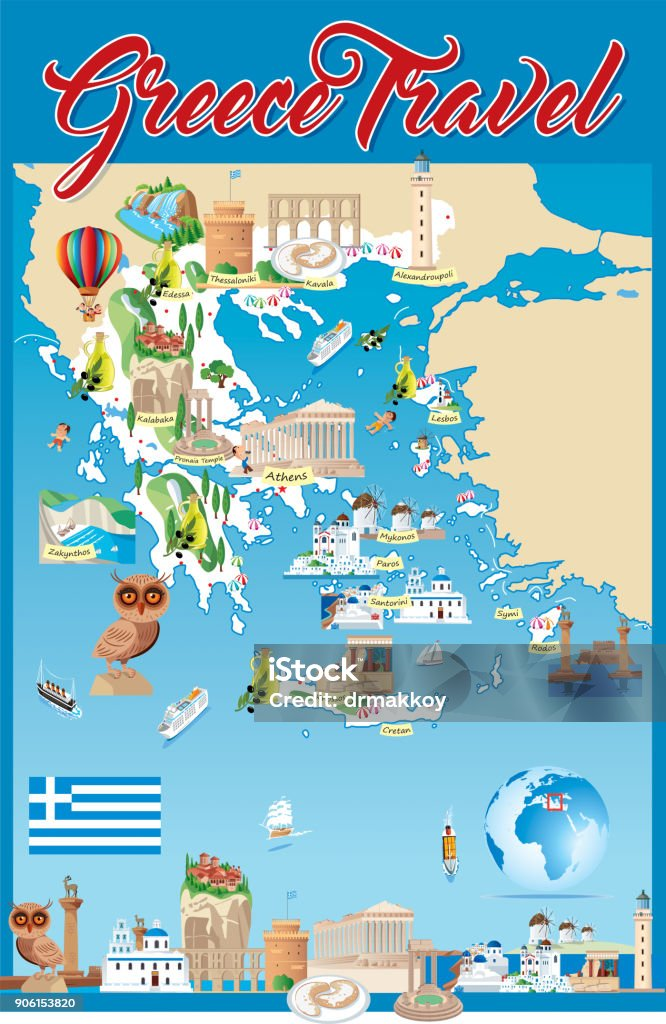 Greece Travel
Thessaloniki
Kavala
Alexandroupoli
Edessa
Lesbos
Kalabaka
Pronaia Temple
Athens
Mykonos
Zakynthos
Paros
Santorini
Symi
Rodos
iStock
Credit: drmakkoy
Cretan
906153820